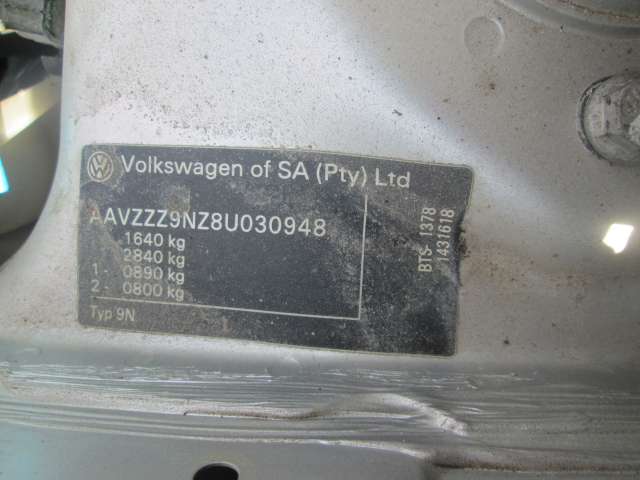 Volkswagen of SA (Pty) Ltd
AAVZZZ9NZ8U030948
1640 kg
2840 kg
1 - 0890 kg
2 - 0800 kg
Typ 9N
BTS- 1378
1431618